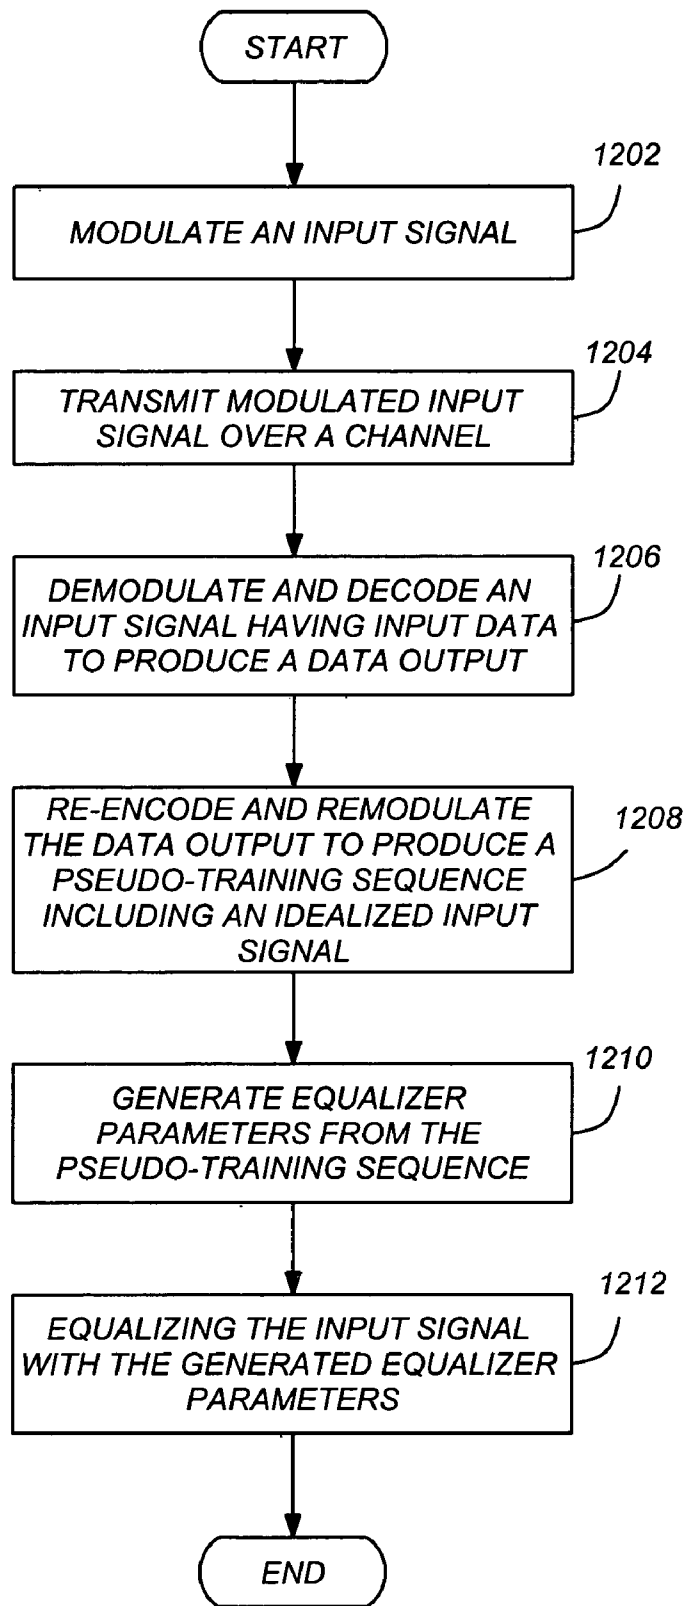 START
1202
MODULATE AN INPUT SIGNAL
1204
TRANSMIT MODULATED INPUT
SIGNAL OVER A CHANNEL
1206
DEMODULATE AND DECODE AN
INPUT SIGNAL HAVING INPUT DATA
TO PRODUCE A DATA OUTPUT
1208
RE-ENCODE AND REMODULATE
THE DATA OUTPUT TO PRODUCE A
PSEUDO-TRAINING SEQUENCE
INCLUDING AN IDEALIZED INPUT
SIGNAL
1210
GENERATE EQUALIZER
PARAMETERS FROM THE
PSEUDO-TRAINING SEQUENCE
1212
EQUALIZING THE INPUT SIGNAL
WITH THE GENERATED EQUALIZER
PARAMETERS
END